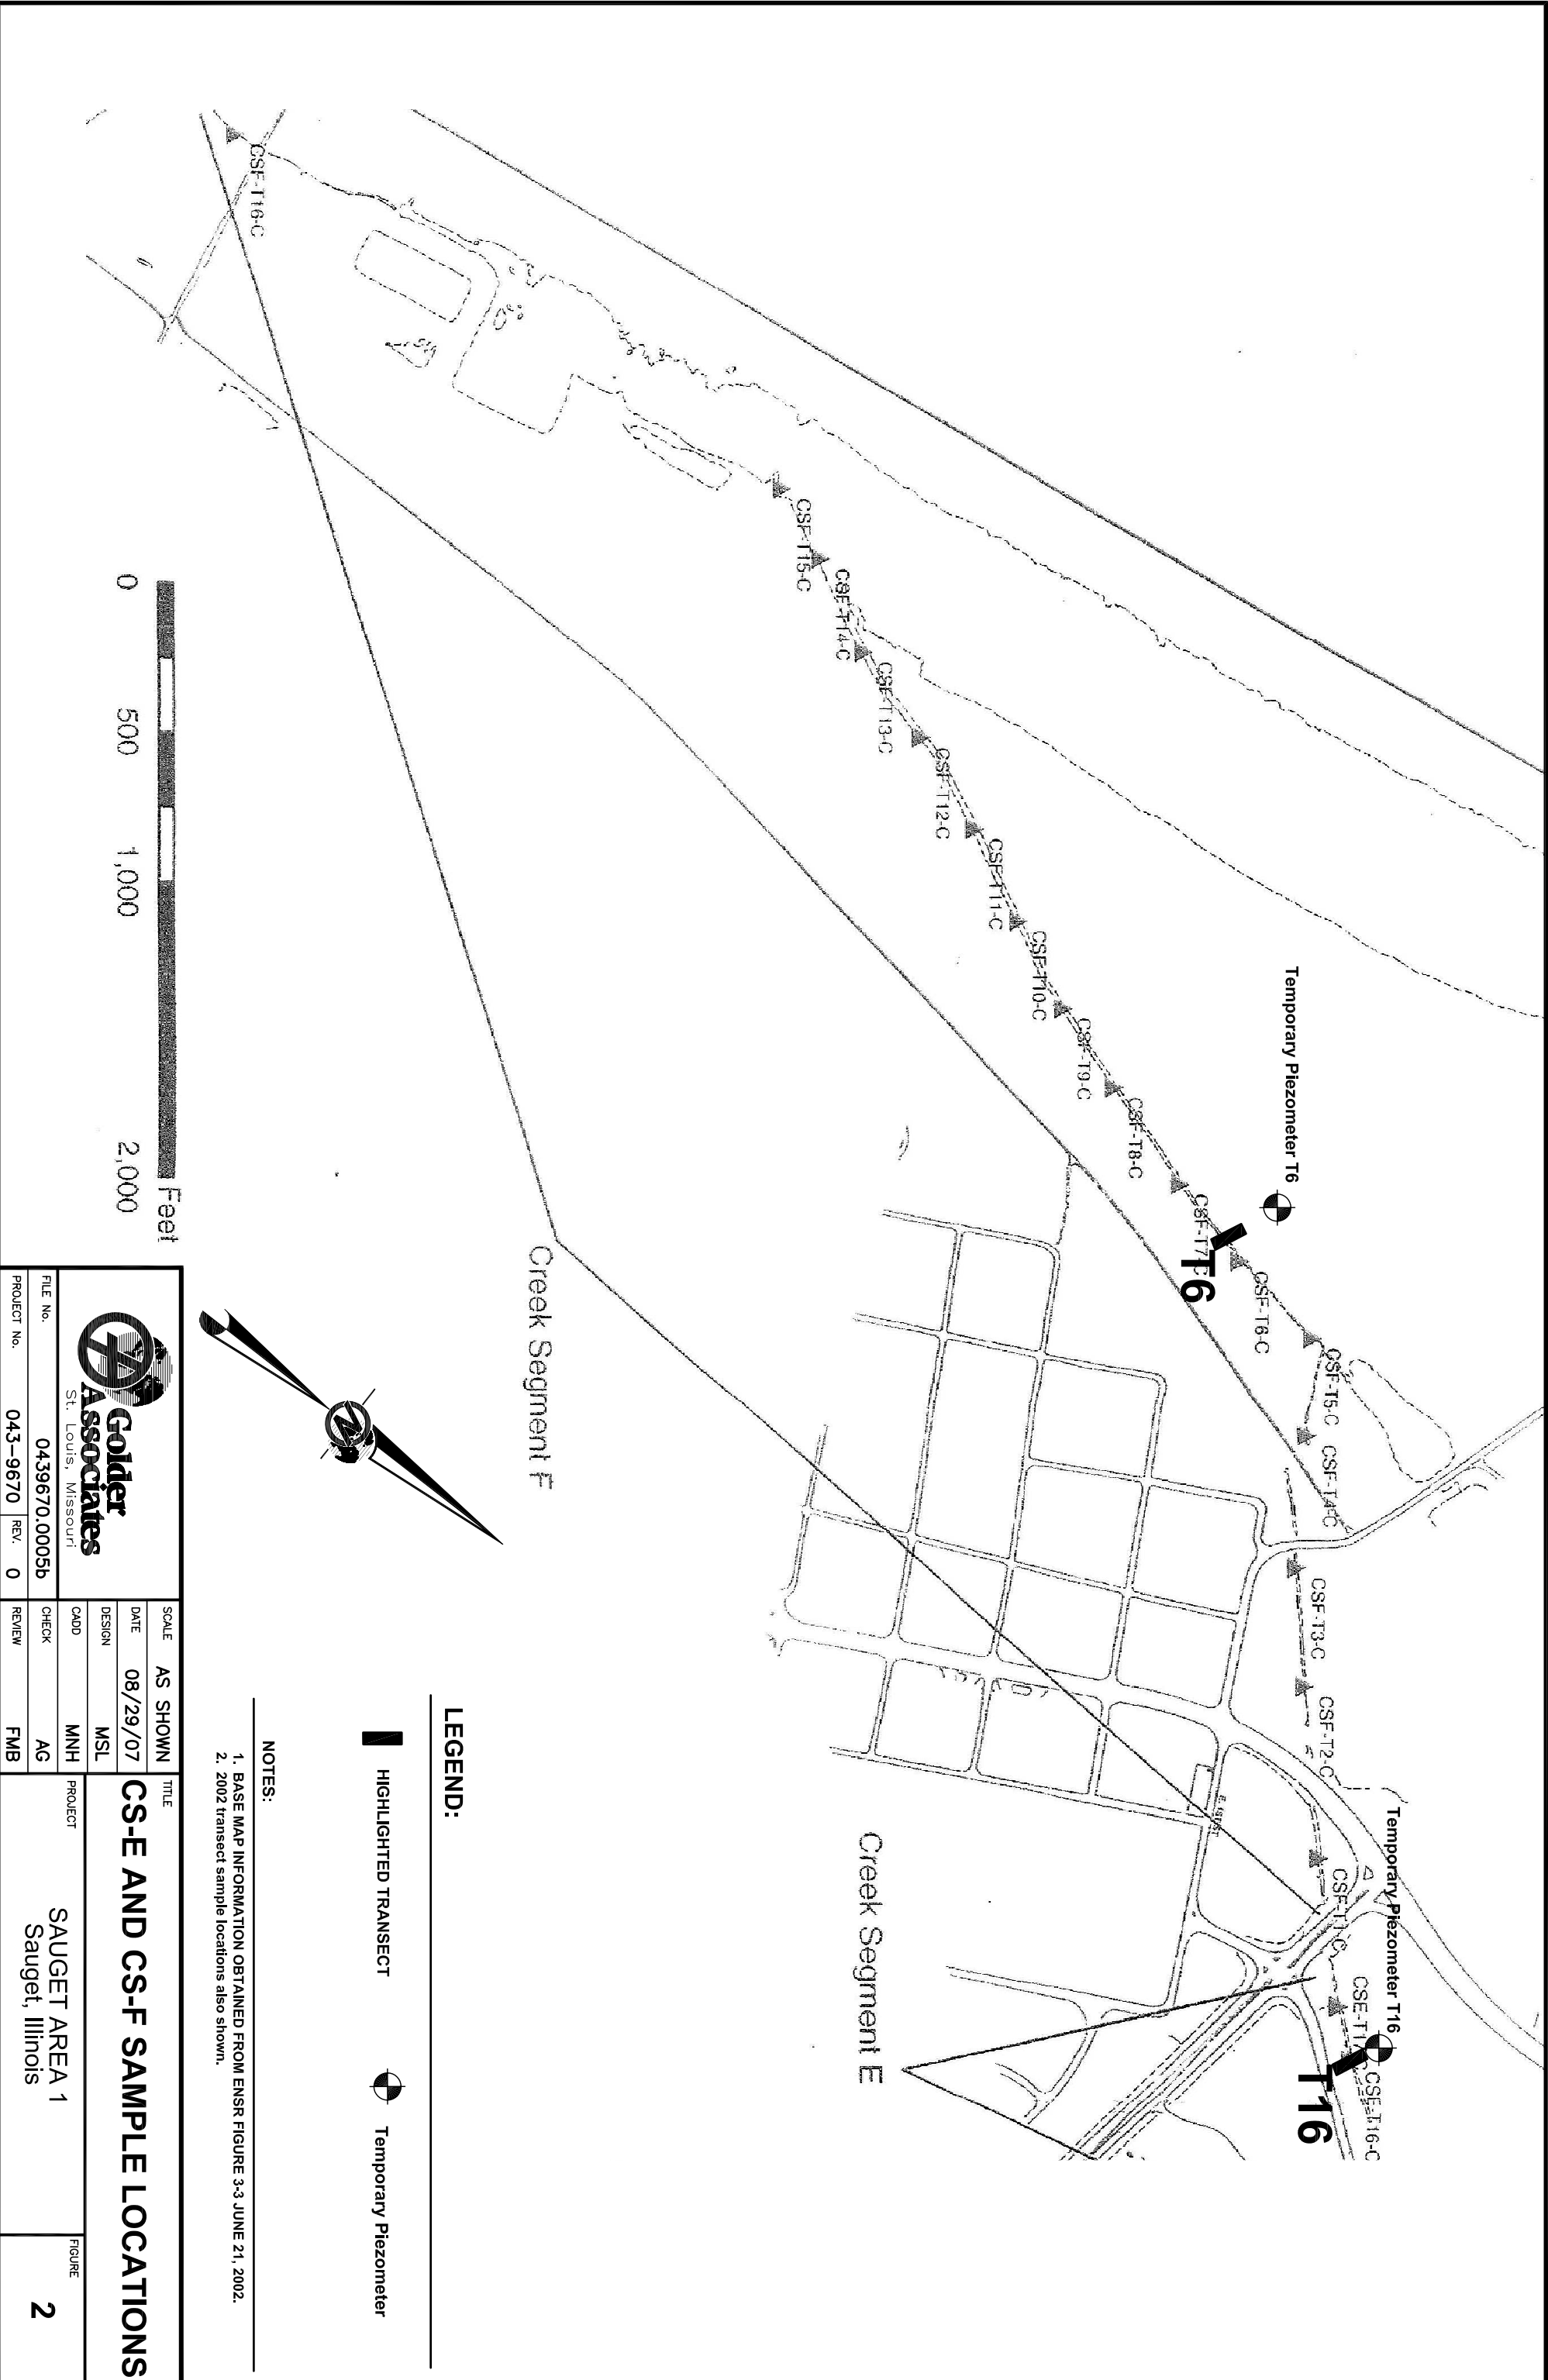 CSF-T16-C
CSF-T15-C
CSF-T14-C
CSF-T13-C
CSF-T12-C
CSF-T11-C
CSF-T10-C
CSF-T9-C
CSF-T8-C
CSF-T7-C
CSF-T6-C
CSF-T5-C
CSF-T4-C
CSF-T3-C
CSF-T2-C
CSF-T1-C
CSE-T17-C
CSE-T16-C
Temporary Piezometer T6
T6
Temporary Piezometer T16
T16
Creek Segment F
Creek Segment E
0
500
1,000
2,000
Feet
N
LEGEND:
HIGHLIGHTED TRANSECT
Temporary Piezometer
NOTES:
1. BASE MAP INFORMATION OBTAINED FROM ENSR FIGURE 3-3 JUNE 21, 2002.
2. 2002 transect sample locations also shown.
Golder
Associates
St. Louis, Missouri
FILE No. 0439670.0005b
PROJECT No. 043-9670 REV. 0
SCALE AS SHOWN
DATE 08/29/07
DESIGN MSL
CADD MNH
CHECK AG
REVIEW FMB
TITLE
CS-E AND CS-F SAMPLE LOCATIONS
PROJECT
SAUGET AREA 1
Sauget, Illinois
FIGURE
2